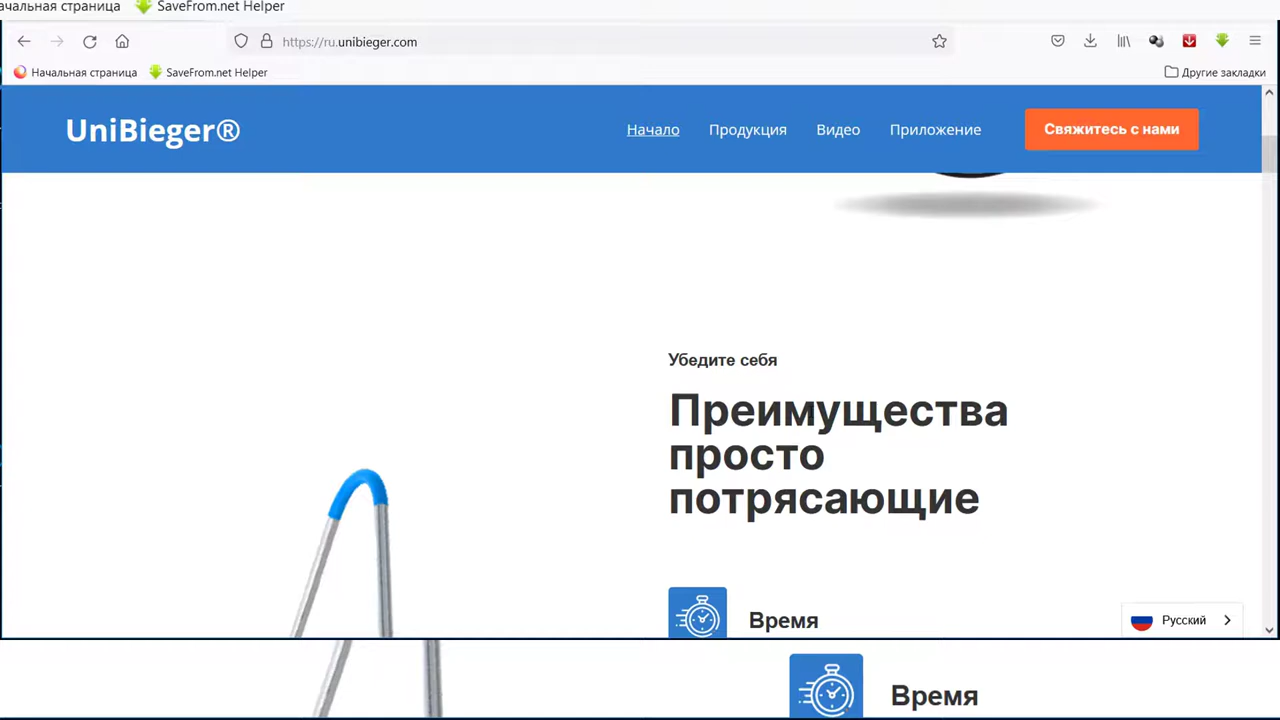 чальная страница SaveFrom.net Helper
https://ru.unibieger.com
Начальная страница SaveFrom.net Helper Другие закладки
UniBieger® Начало Продукция Видео Приложение Свяжитесь с нами
Убедите себя
Преимущества
просто
потрясающие
Время
Русский
Время